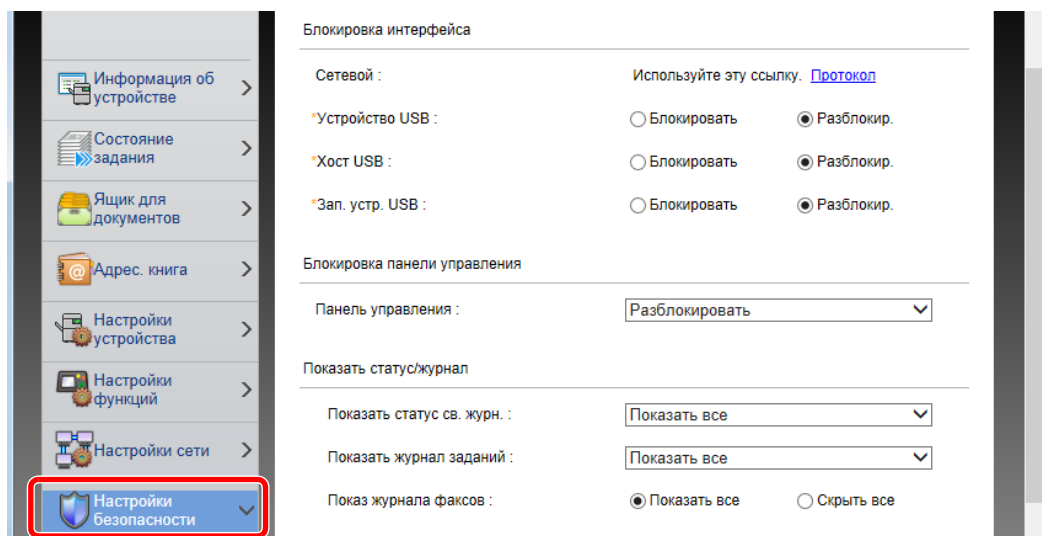 Информация об
устройстве
Состояние
задания
Ящик для
документов
Адрес. книга
Настройки
устройства
Настройки
функций
Настройки сети
Настройки
безопасности
Блокировка интерфейса
Сетевой : Используйте эту ссылку. Протокол
*Устройство USB : Блокировать Разблокир.
*Хост USB : Блокировать Разблокир.
*Зап. устр. USB : Блокировать Разблокир.
Блокировка панели управления
Панель управления : Разблокировать
Показать статус/журнал
Показать статус св. журн. : Показать все
Показать журнал заданий : Показать все
Показ журнала факсов : Показать все Скрыть все